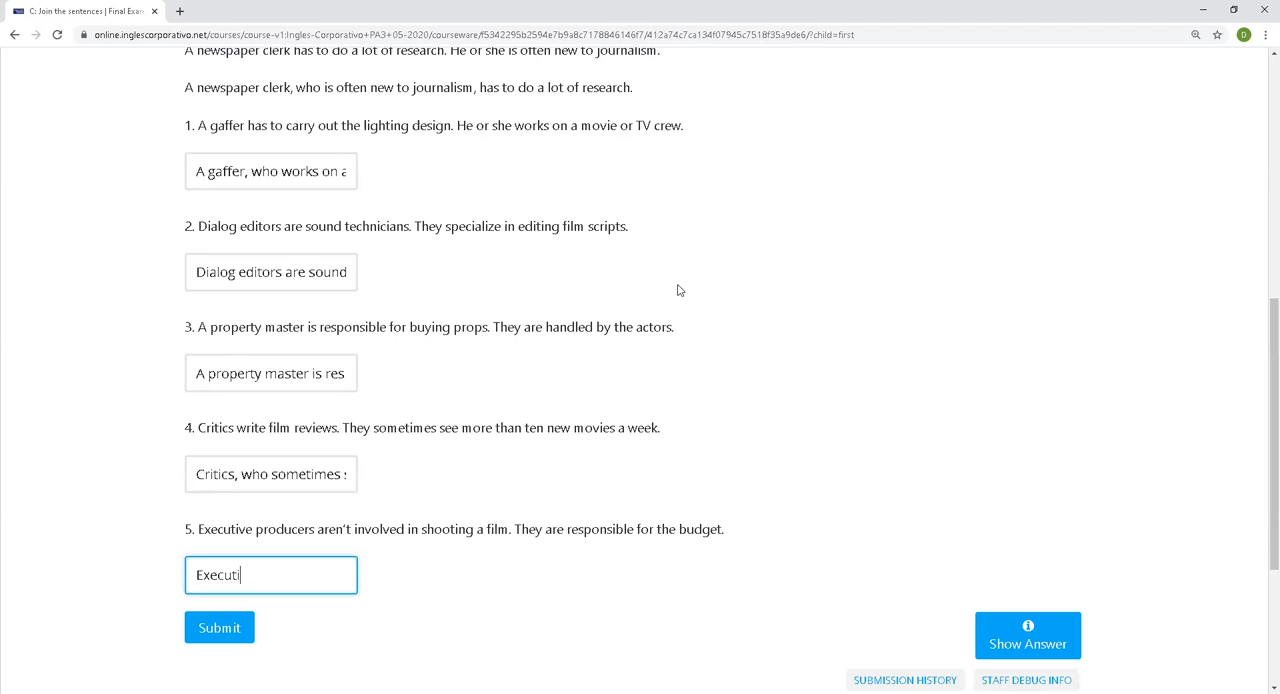 C: Join the sentences | Final Exa
online.inglescorporativo.net/courses/course-v1:Ingles-Corporativo+PA3+05-2020/courseware/f5342295b2594e7b9a8c7178846146f7/412a74c7ca134f07945c7518f35a9de6/?child=first
D
A newspaper clerk has to do a lot of research. He or she is often new to journalism.
A newspaper clerk, who is often new to journalism, has to do a lot of research.
1. A gaffer has to carry out the lighting design. He or she works on a movie or TV crew.
A gaffer, who works on a
2. Dialog editors are sound technicians. They specialize in editing film scripts.
Dialog editors are sound
3. A property master is responsible for buying props. They are handled by the actors.
A property master is res
4. Critics write film reviews. They sometimes see more than ten new movies a week.
Critics, who sometimes s
5. Executive producers aren't involved in shooting a film. They are responsible for the budget.
Executi
Submit
Show Answer
SUBMISSION HISTORY
STAFF DEBUG INFO